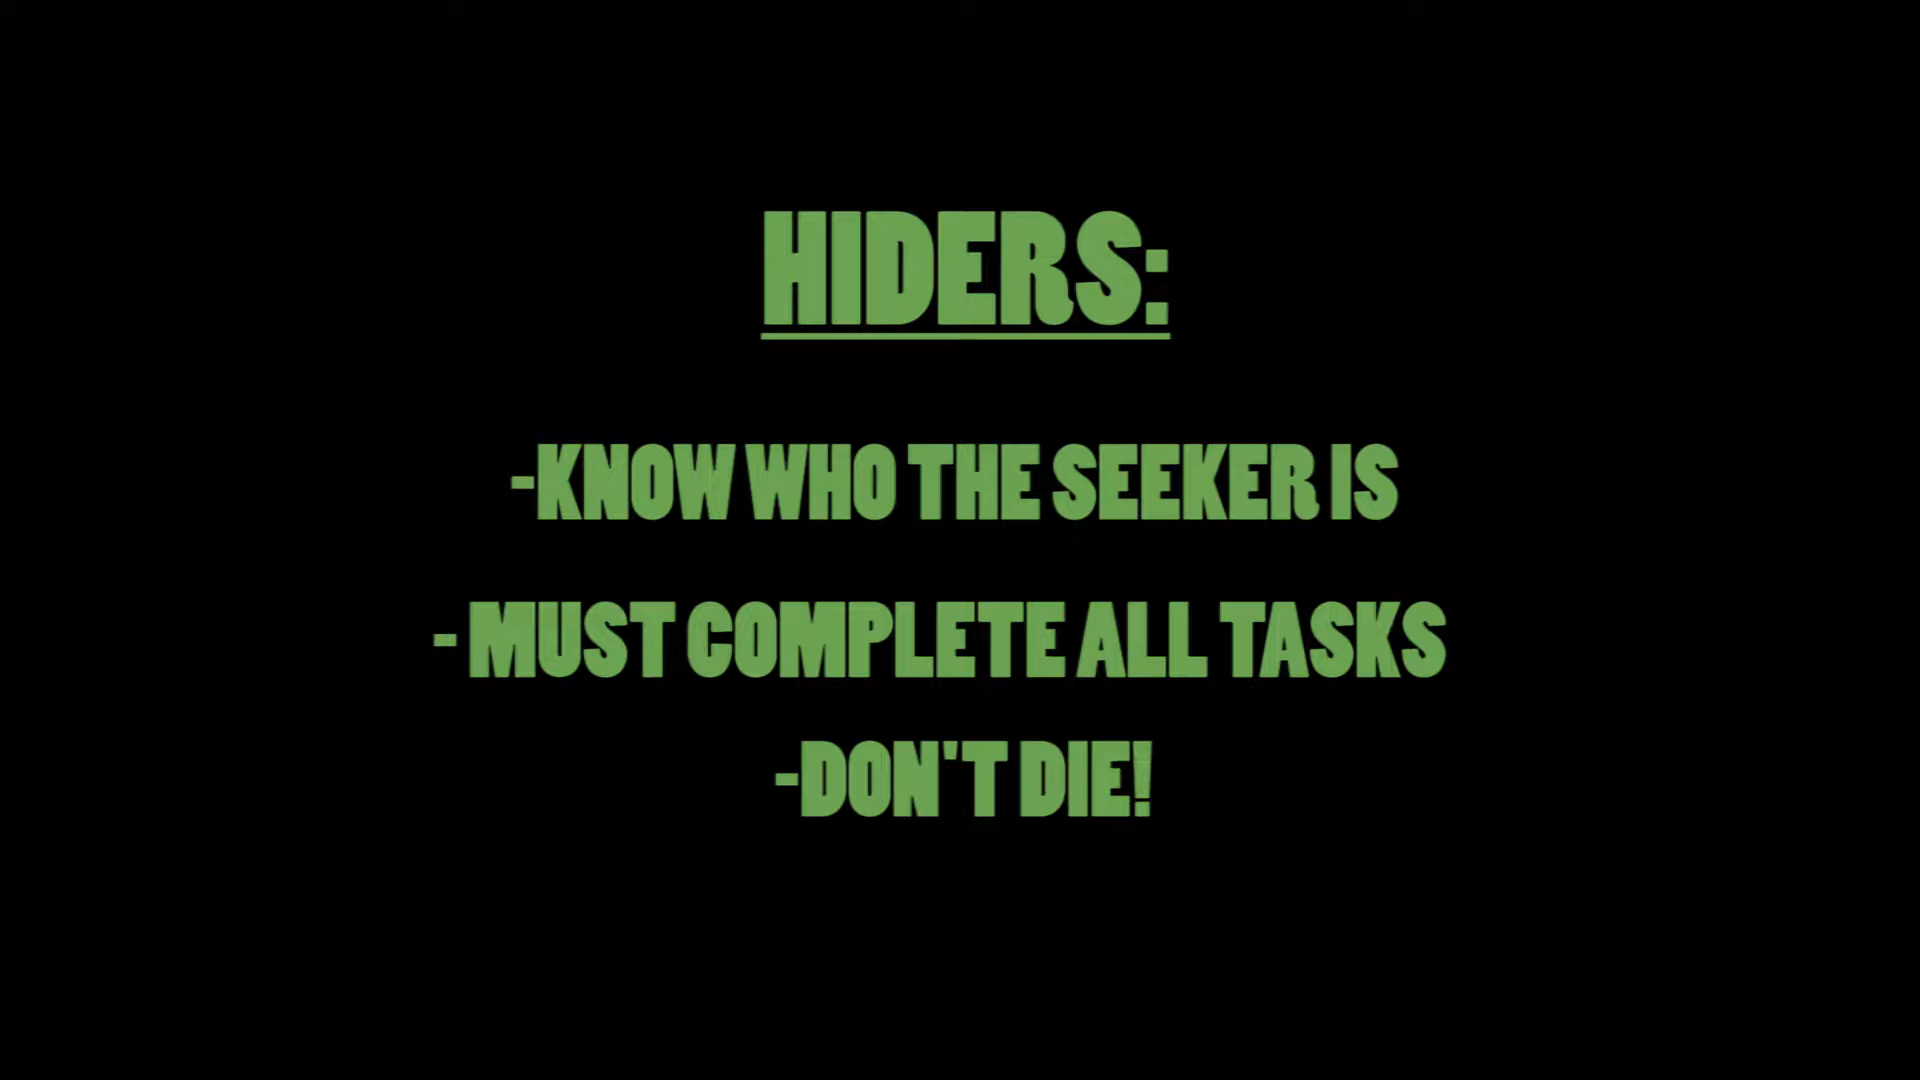 HIDERS:
-KNOW WHO THE SEEKER IS
- MUST COMPLETE ALL TASKS
-DON'T DIE!